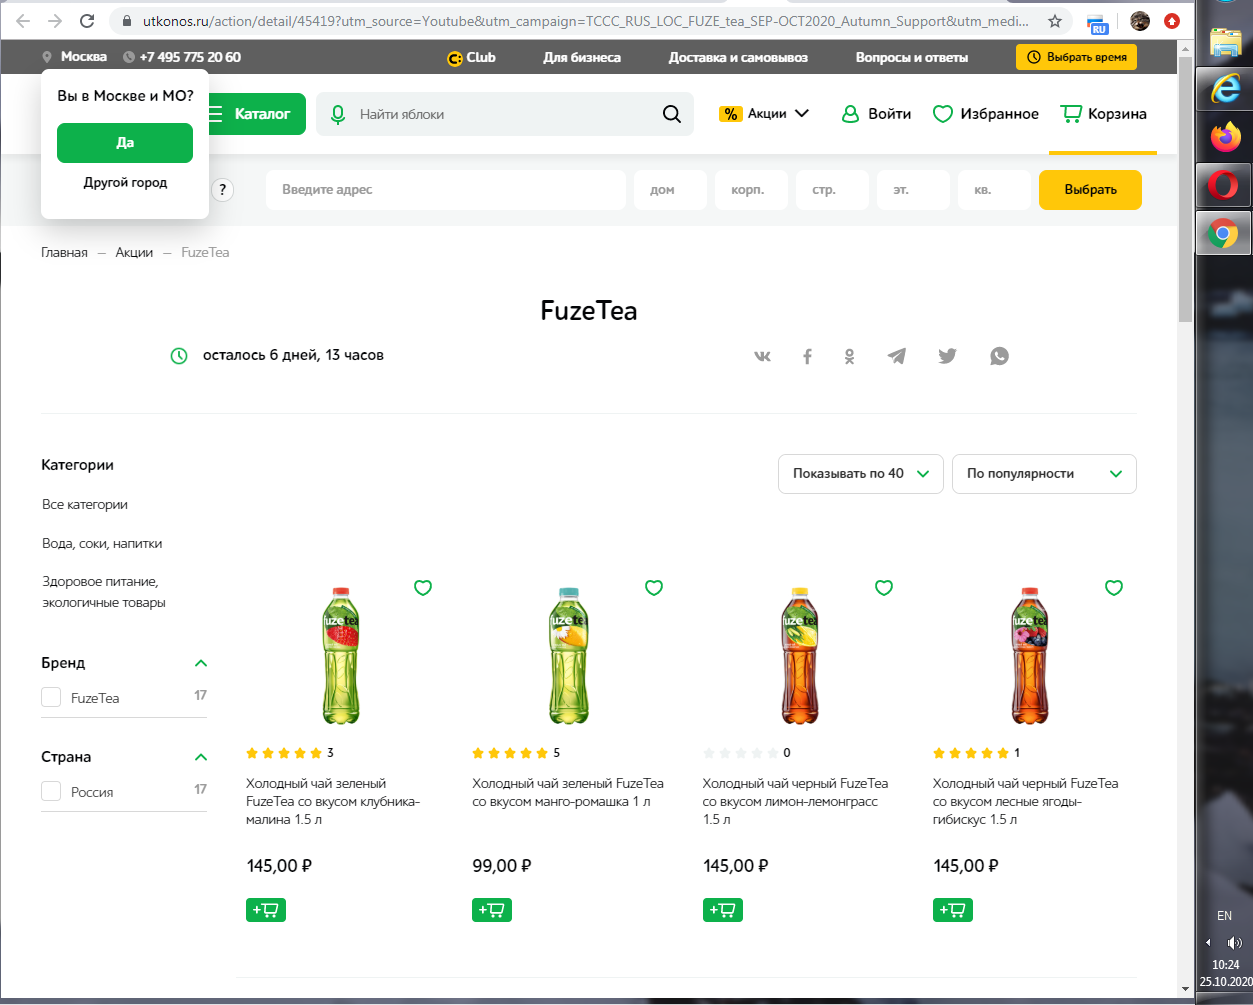 utkonos.ru/action/detail/45419?utm_source=Youtube&utm_campaign=TCCC_RUS_LOC_FUZE_tea_SEP-OCT2020_Autumn_Support&utm_medi...
RU
Москва +7 495 775 20 60 Club Для бизнеса Доставка и самовывоз Вопросы и ответы Выбрать время
Вы в Москве и МО?
Да
Другой город
Каталог Найти яблоки % Акции Войти Избранное Корзина
? Введите адрес дом корп. стр. эт. кв. Выбрать
Главная — Акции — FuzeTea
FuzeTea
осталось 6 дней, 13 часов
Категории
Показывать по 40 По популярности
Все категории
Вода, соки, напитки
Здоровое питание,
экологичные товары
Бренд
FuzeTea 17
Страна
Россия 17
3
Холодный чай зеленый
FuzeTea со вкусом клубника-
малина 1.5 л
145,00 ₽
5
Холодный чай зеленый FuzeTea
со вкусом манго-ромашка 1 л
99,00 ₽
0
Холодный чай черный FuzeTea
со вкусом лимон-лемонграсс
1.5 л
145,00 ₽
1
Холодный чай черный FuzeTea
со вкусом лесные ягоды-
гибискус 1.5 л
145,00 ₽
EN
10:24
25.10.2020